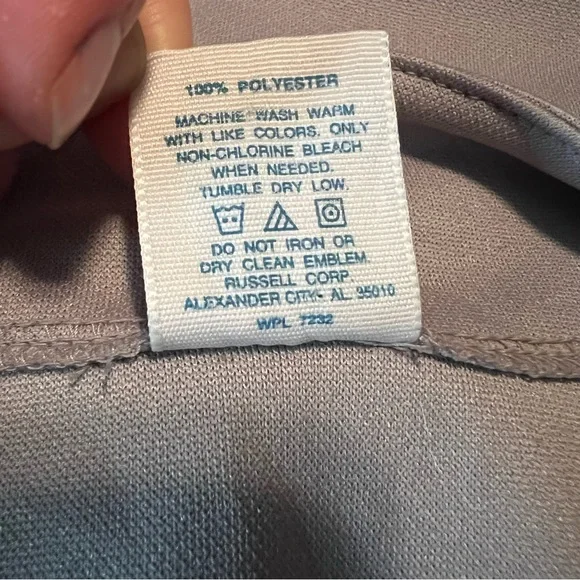 100% POLYESTER
MACHINE WASH WARM
WITH LIKE COLORS. ONLY
NON-CHLORINE BLEACH
WHEN NEEDED.
TUMBLE DRY LOW.
DO NOT IRON OR
DRY CLEAN EMBLEM.
RUSSELL CORP.
ALEXANDER CITY- AL 35010
WPL 7232